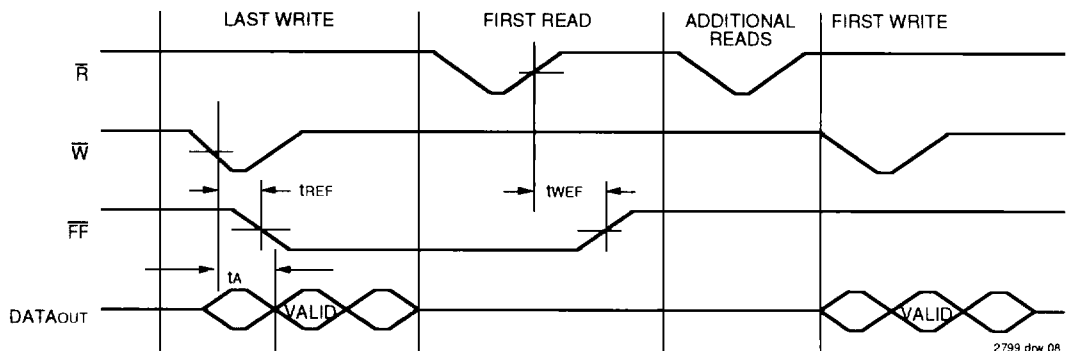 LAST WRITE
FIRST READ
ADDITIONAL
READS
FIRST WRITE
R
W
tREF
tWEF
FF
tA
DATAOUT
VALID
VALID
2799 drw 08